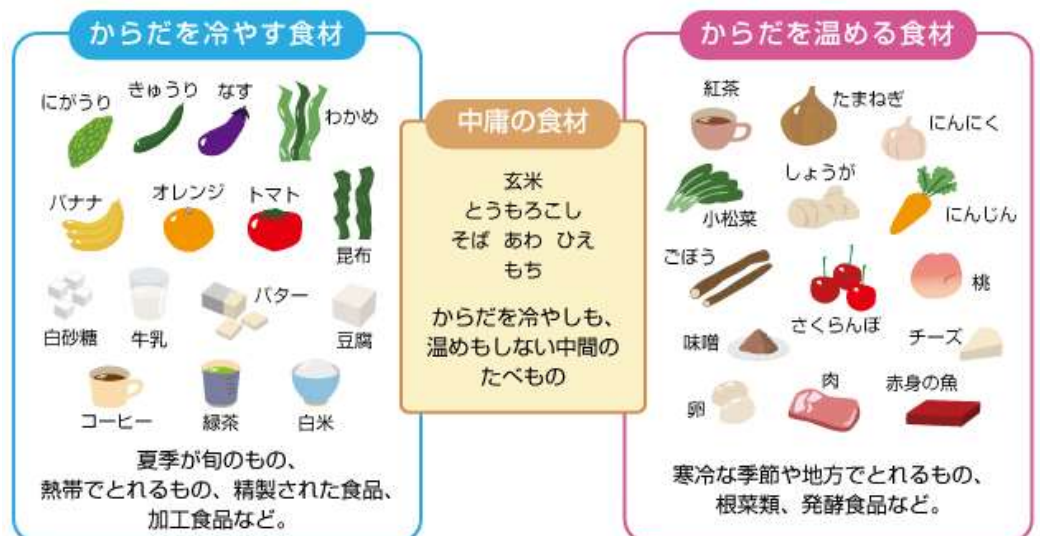 からだを冷やす食材
にがうり
きゅうり
なす
わかめ
バナナ
オレンジ
トマト
昆布
白砂糖
牛乳
バター
豆腐
コーヒー
緑茶
白米
夏季が旬のもの、
熱帯でとれるもの、精製された食品、
加工食品など。
中庸の食材
玄米
とうもろこし
そば あわ ひえ
もち
からだを冷やしも、
温めもしない中間の
たべもの
からだを温める食材
紅茶
たまねぎ
にんにく
小松菜
しょうが
にんじん
ごぼう
さくらんぼ
桃
味噌
チーズ
卵
肉
赤身の魚
寒冷な季節や地方でとれるもの、
根菜類、発酵食品など。